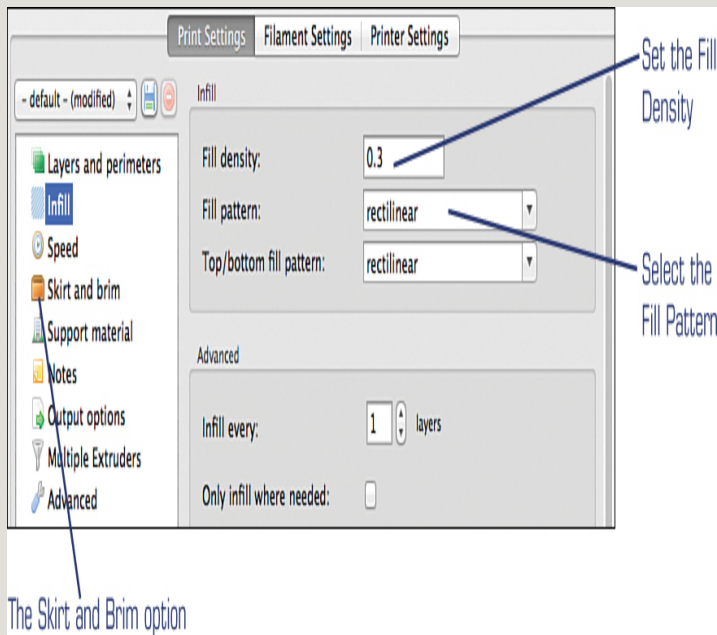 Print Settings Filament Settings Printer Settings
- default - (modified)
Layers and perimeters
Infill
Speed
Skirt and brim
Support material
Notes
Output options
Multiple Extruders
Advanced
Infill
Fill density: 0.3
Fill pattern: rectilinear
Top/bottom fill pattern: rectilinear
Advanced
Infill every: 1 layers
Only infill where needed:
Set the Fill
Density
Select the
Fill Pattern
The Skirt and Brim option